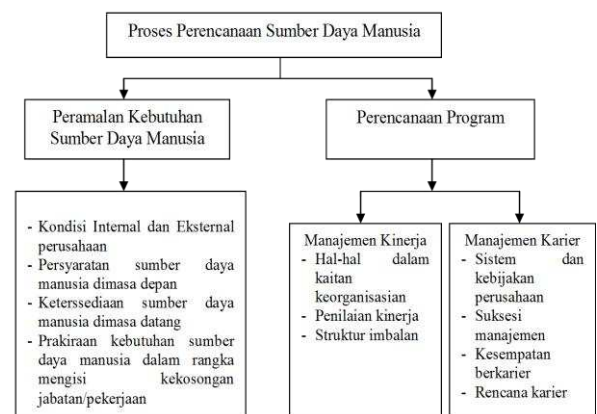 Proses Perencanaan Sumber Daya Manusia
Peramalan Kebutuhan
Sumber Daya Manusia
Perencanaan Program
- Kondisi Internal dan Eksternal
perusahaan
- Persyaratan sumber daya
manusia dimasa depan
- Keterssediaan sumber daya
manusia dimasa datang
- Prakiraan kebutuhan sumber
daya manusia dalam rangka
mengisi kekosongan
jabatan/pekerjaan
Manajemen Kinerja
- Hal-hal dalam
kaitan
keorganisasian
- Penilaian kinerja
- Struktur imbalan
Manajemen Karier
- Sistem dan
kebijakan
perusahaan
- Suksesi
manajemen
- Kesempatan
berkarier
- Rencana karier